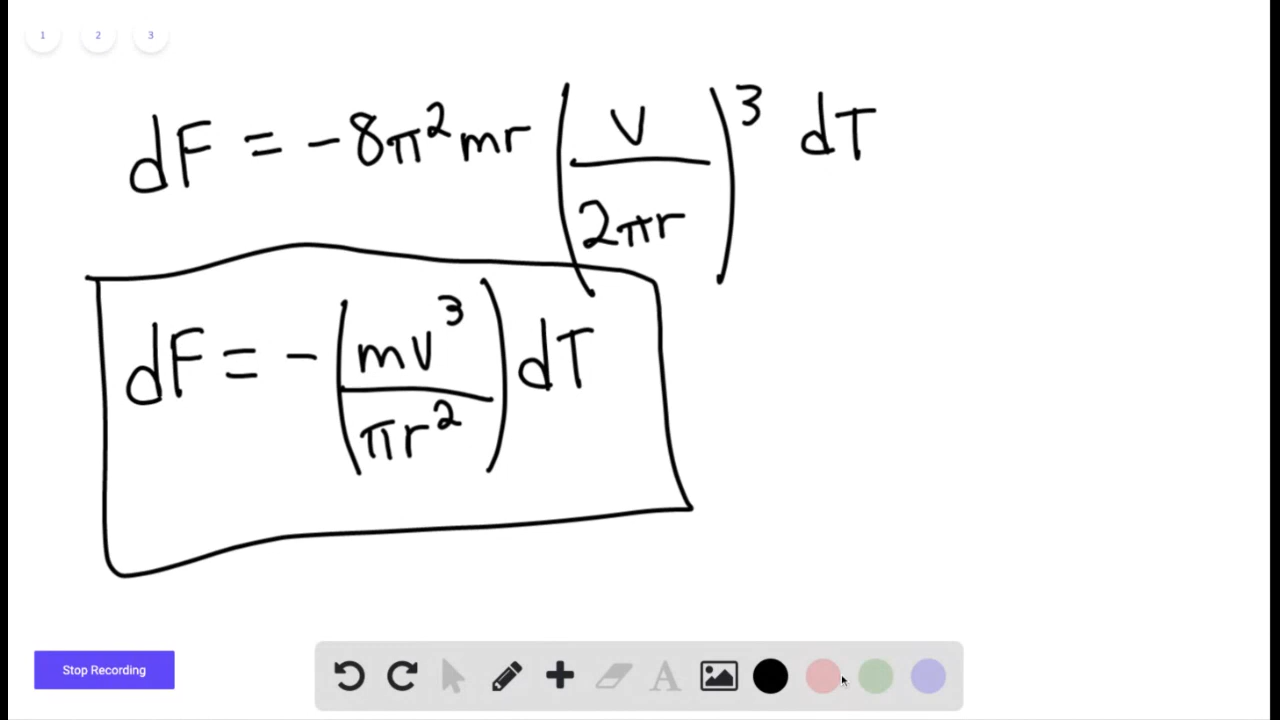 1 2 3
dF = -8π²mr (v / 2πr)³ dT
dF = - (mv³ / πr²) dT
Stop Recording
A